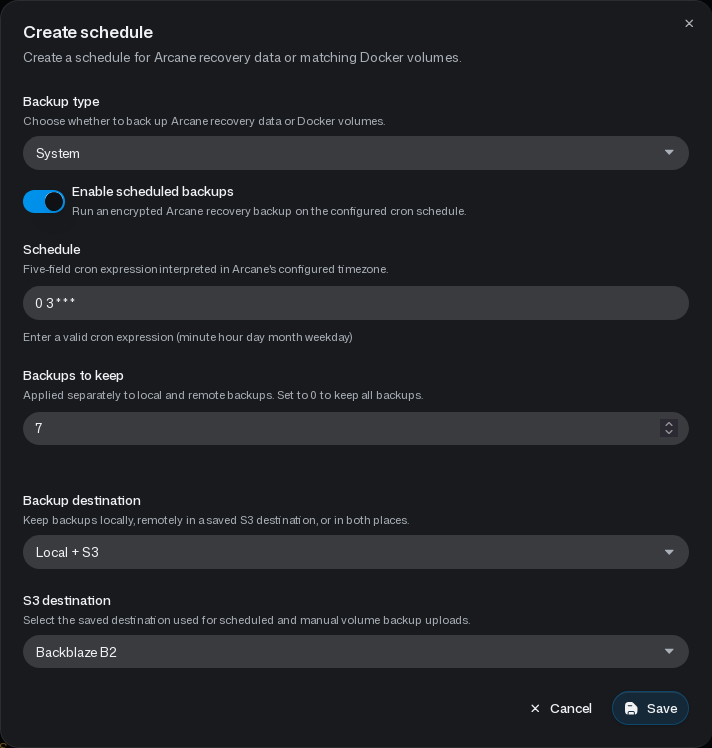 Create schedule
Create a schedule for Arcane recovery data or matching Docker volumes.
Backup type
Choose whether to back up Arcane recovery data or Docker volumes.
System
Enable scheduled backups
Run an encrypted Arcane recovery backup on the configured cron schedule.
Schedule
Five-field cron expression interpreted in Arcane's configured timezone.
0 3 * * *
Enter a valid cron expression (minute hour day month weekday)
Backups to keep
Applied separately to local and remote backups. Set to 0 to keep all backups.
7
Backup destination
Keep backups locally, remotely in a saved S3 destination, or in both places.
Local + S3
S3 destination
Select the saved destination used for scheduled and manual volume backup uploads.
Backblaze B2
Cancel
Save